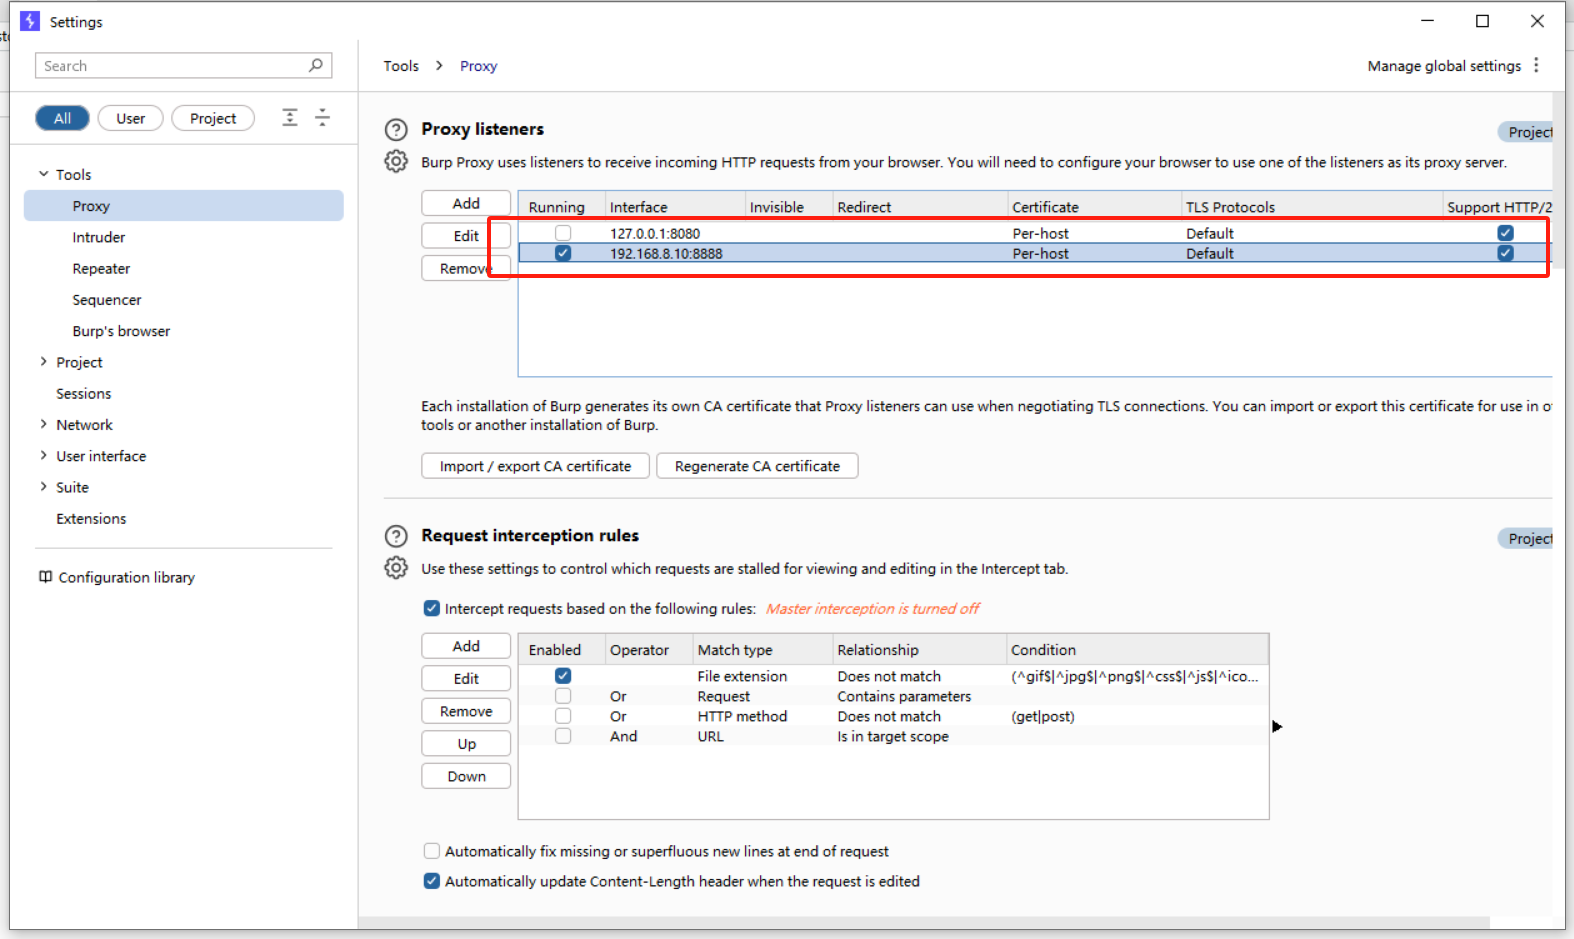 Settings
Search
Tools > Proxy
Manage global settings
All
User
Project
Tools
Proxy
Intruder
Repeater
Sequencer
Burp's browser
Project
Sessions
Network
User interface
Suite
Extensions
Configuration library
Proxy listeners
Project
Burp Proxy uses listeners to receive incoming HTTP requests from your browser. You will need to configure your browser to use one of the listeners as its proxy server.
Add
Edit
Remove
Running Interface Invisible Redirect Certificate TLS Protocols Support HTTP/2
127.0.0.1:8080 Per-host Default
192.168.8.10:8888 Per-host Default
Each installation of Burp generates its own CA certificate that Proxy listeners can use when negotiating TLS connections. You can import or export this certificate for use in
tools or another installation of Burp.
Import / export CA certificate
Regenerate CA certificate
Request interception rules
Project
Use these settings to control which requests are stalled for viewing and editing in the Intercept tab.
Intercept requests based on the following rules: Master interception is turned off
Add
Edit
Remove
Up
Down
Enabled Operator Match type Relationship Condition
File extension Does not match (^gif$|^jpg$|^png$|^css$|^js$|^ico...
Or Request Contains parameters
Or HTTP method Does not match (get|post)
And URL Is in target scope
Automatically fix missing or superfluous new lines at end of request
Automatically update Content-Length header when the request is edited